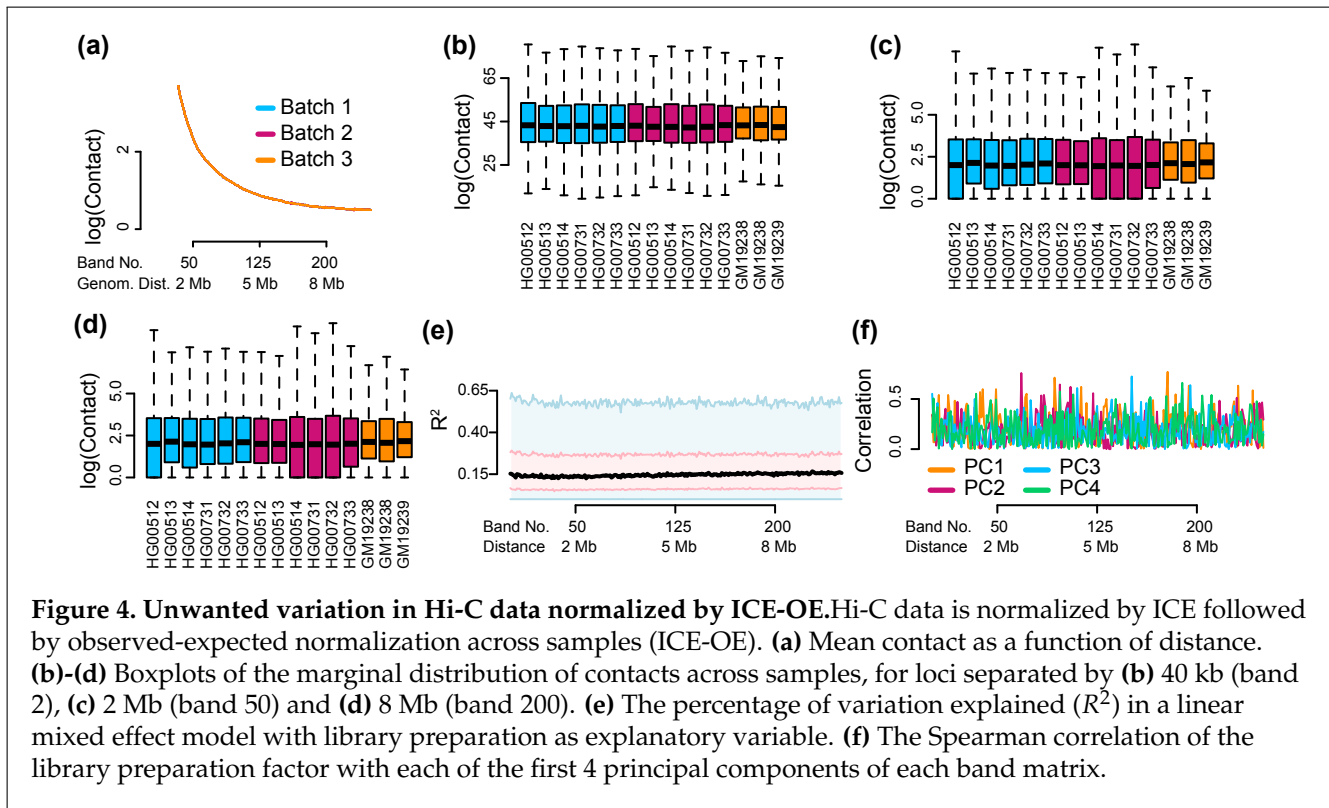 (a)
log(Contact)
2
0
Batch 1
Batch 2
Batch 3
Band No. 50 125 200
Genom. Dist. 2 Mb 5 Mb 8 Mb
(b)
log(Contact)
65
45
25
HG00512
HG00513
HG00514
HG00731
HG00732
HG00733
HG00512
HG00513
HG00514
HG00731
HG00732
HG00733
GM19238
GM19238
GM19239
(c)
log(Contact)
5.0
2.5
0.0
HG00512
HG00513
HG00514
HG00731
HG00732
HG00733
HG00512
HG00513
HG00514
HG00731
HG00732
HG00733
GM19238
GM19238
GM19239
(d)
log(Contact)
5.0
2.5
0.0
HG00512
HG00513
HG00514
HG00731
HG00732
HG00733
HG00512
HG00513
HG00514
HG00731
HG00732
HG00733
GM19238
GM19238
GM19239
(e)
R²
0.65
0.40
0.15
Band No. 50 125 200
Distance 2 Mb 5 Mb 8 Mb
(f)
Correlation
0.5
0.0
PC1 PC3
PC2 PC4
Band No. 50 125 200
Distance 2 Mb 5 Mb 8 Mb
Figure 4. Unwanted variation in Hi-C data normalized by ICE-OE.Hi-C data is normalized by ICE followed
by observed-expected normalization across samples (ICE-OE). (a) Mean contact as a function of distance.
(b)-(d) Boxplots of the marginal distribution of contacts across samples, for loci separated by (b) 40 kb (band
2), (c) 2 Mb (band 50) and (d) 8 Mb (band 200). (e) The percentage of variation explained (R²) in a linear
mixed effect model with library preparation as explanatory variable. (f) The Spearman correlation of the
library preparation factor with each of the first 4 principal components of each band matrix.